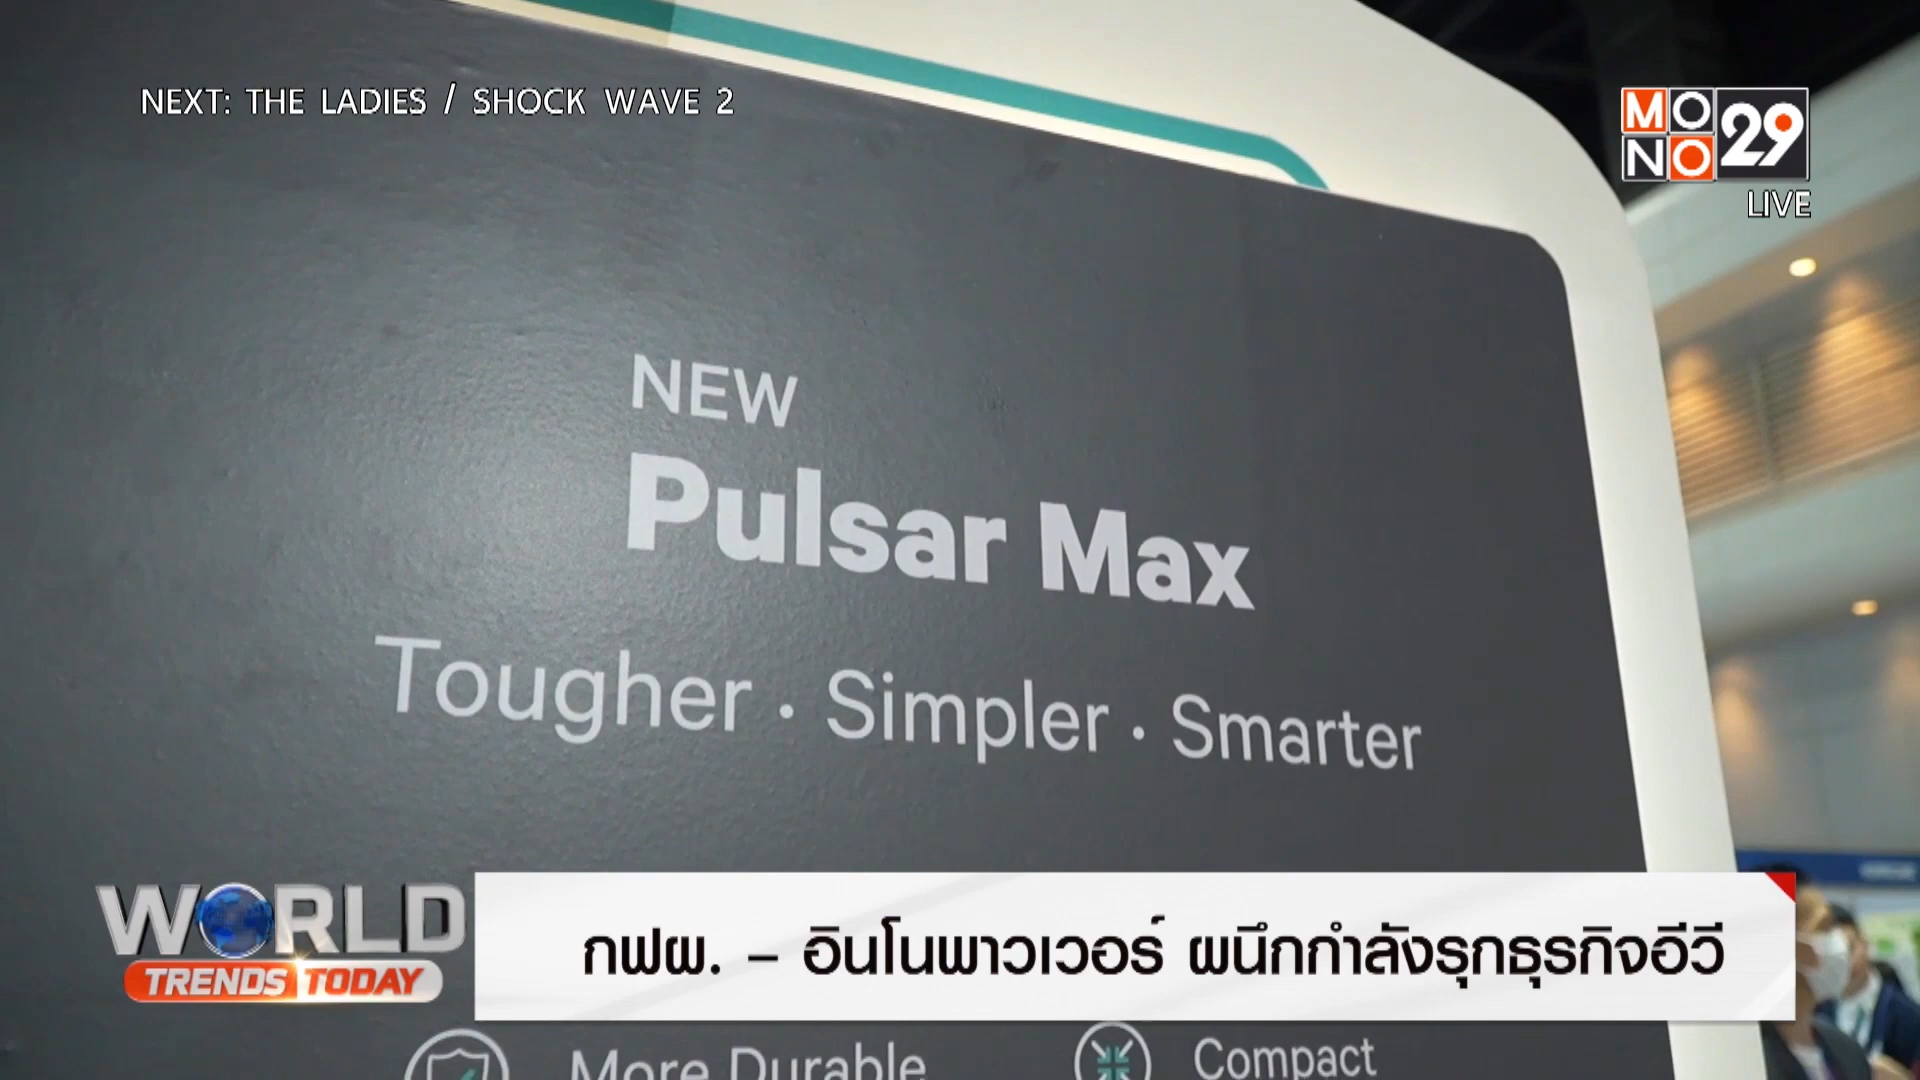 NEXT: THE LADIES / SHOCK WAVE 2
MONO 29
LIVE
NEW
Pulsar Max
Tougher · Simpler · Smarter
WORLD
TRENDS TODAY
กฟผ. – อินโนพาวเวอร์ ผนึกกำลังรุกธุรกิจอีวี
More Durable
Compact